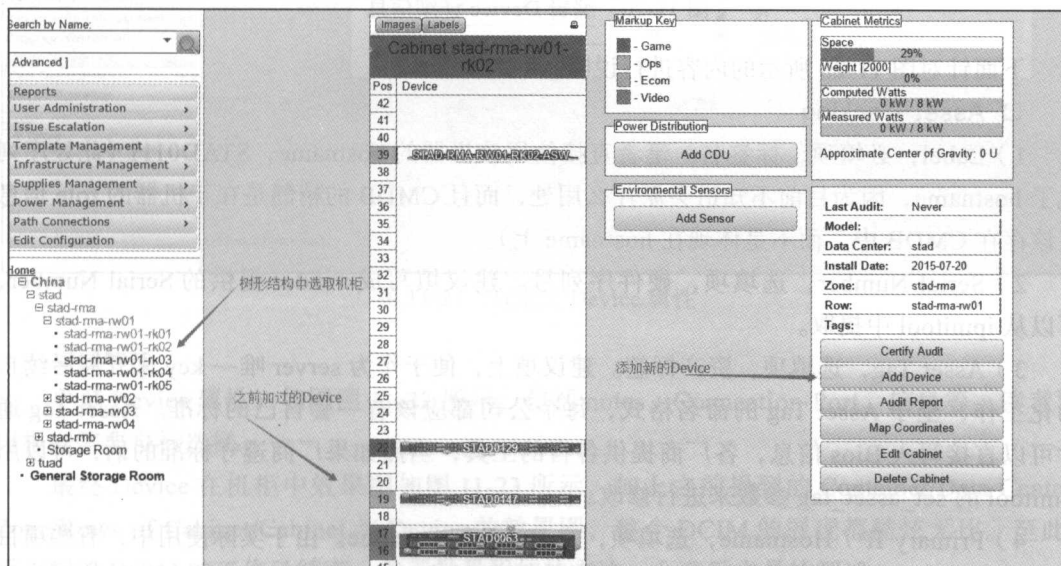 Search by Name:
Advanced ]
Reports
User Administration
Issue Escalation
Template Management
Infrastructure Management
Supplies Management
Power Management
Path Connections
Edit Configuration
Home
China
stad
stad-rma
stad-rma-rw01
stad-rma-rw01-rk01
stad-rma-rw01-rk02
stad-rma-rw01-rk03
stad-rma-rw01-rk04
stad-rma-rw01-rk05
stad-rma-rw02
stad-rma-rw03
stad-rma-rw04
stad-rmb
Storage Room
tuad
General Storage Room
树形结构中选取机柜
之前加过的Device
Images
Labels
Cabinet stad-rma-rw01-
rk02
Pos Device
42
41
40
39
38
37
36
35
34
33
32
31
30
29
28
27
26
25
24
23
22
21
20
19
18
17 STAD0963
16
15
Markup Key
- Game
- Ops
- Ecom
- Video
Power Distribution
Add CDU
Environmental Sensors
Add Sensor
添加新的Device
Cabinet Metrics
Space
29%
Weight [2000]
0%
Computed Watts
0 kW / 8 kW
Measured Watts
0 kW / 8 kW
Approximate Center of Gravity: 0 U
Last Audit: Never
Model:
Data Center: stad
Install Date: 2015-07-20
Zone: stad-rma
Row: stad-rma-rw01
Tags:
Certify Audit
Add Device
Audit Report
Map Coordinates
Edit Cabinet
Delete Cabinet